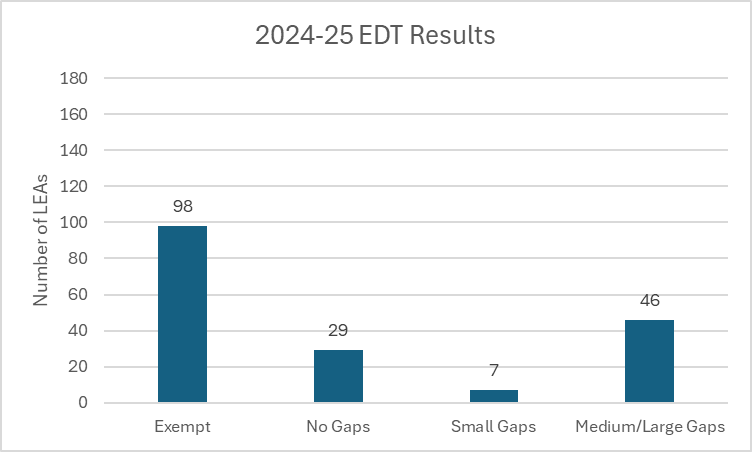 2024-25 EDT Results
Number of LEAs
180
160
140
120
100
80
60
40
20
0
98
29
7
46
Exempt
No Gaps
Small Gaps
Medium/Large Gaps